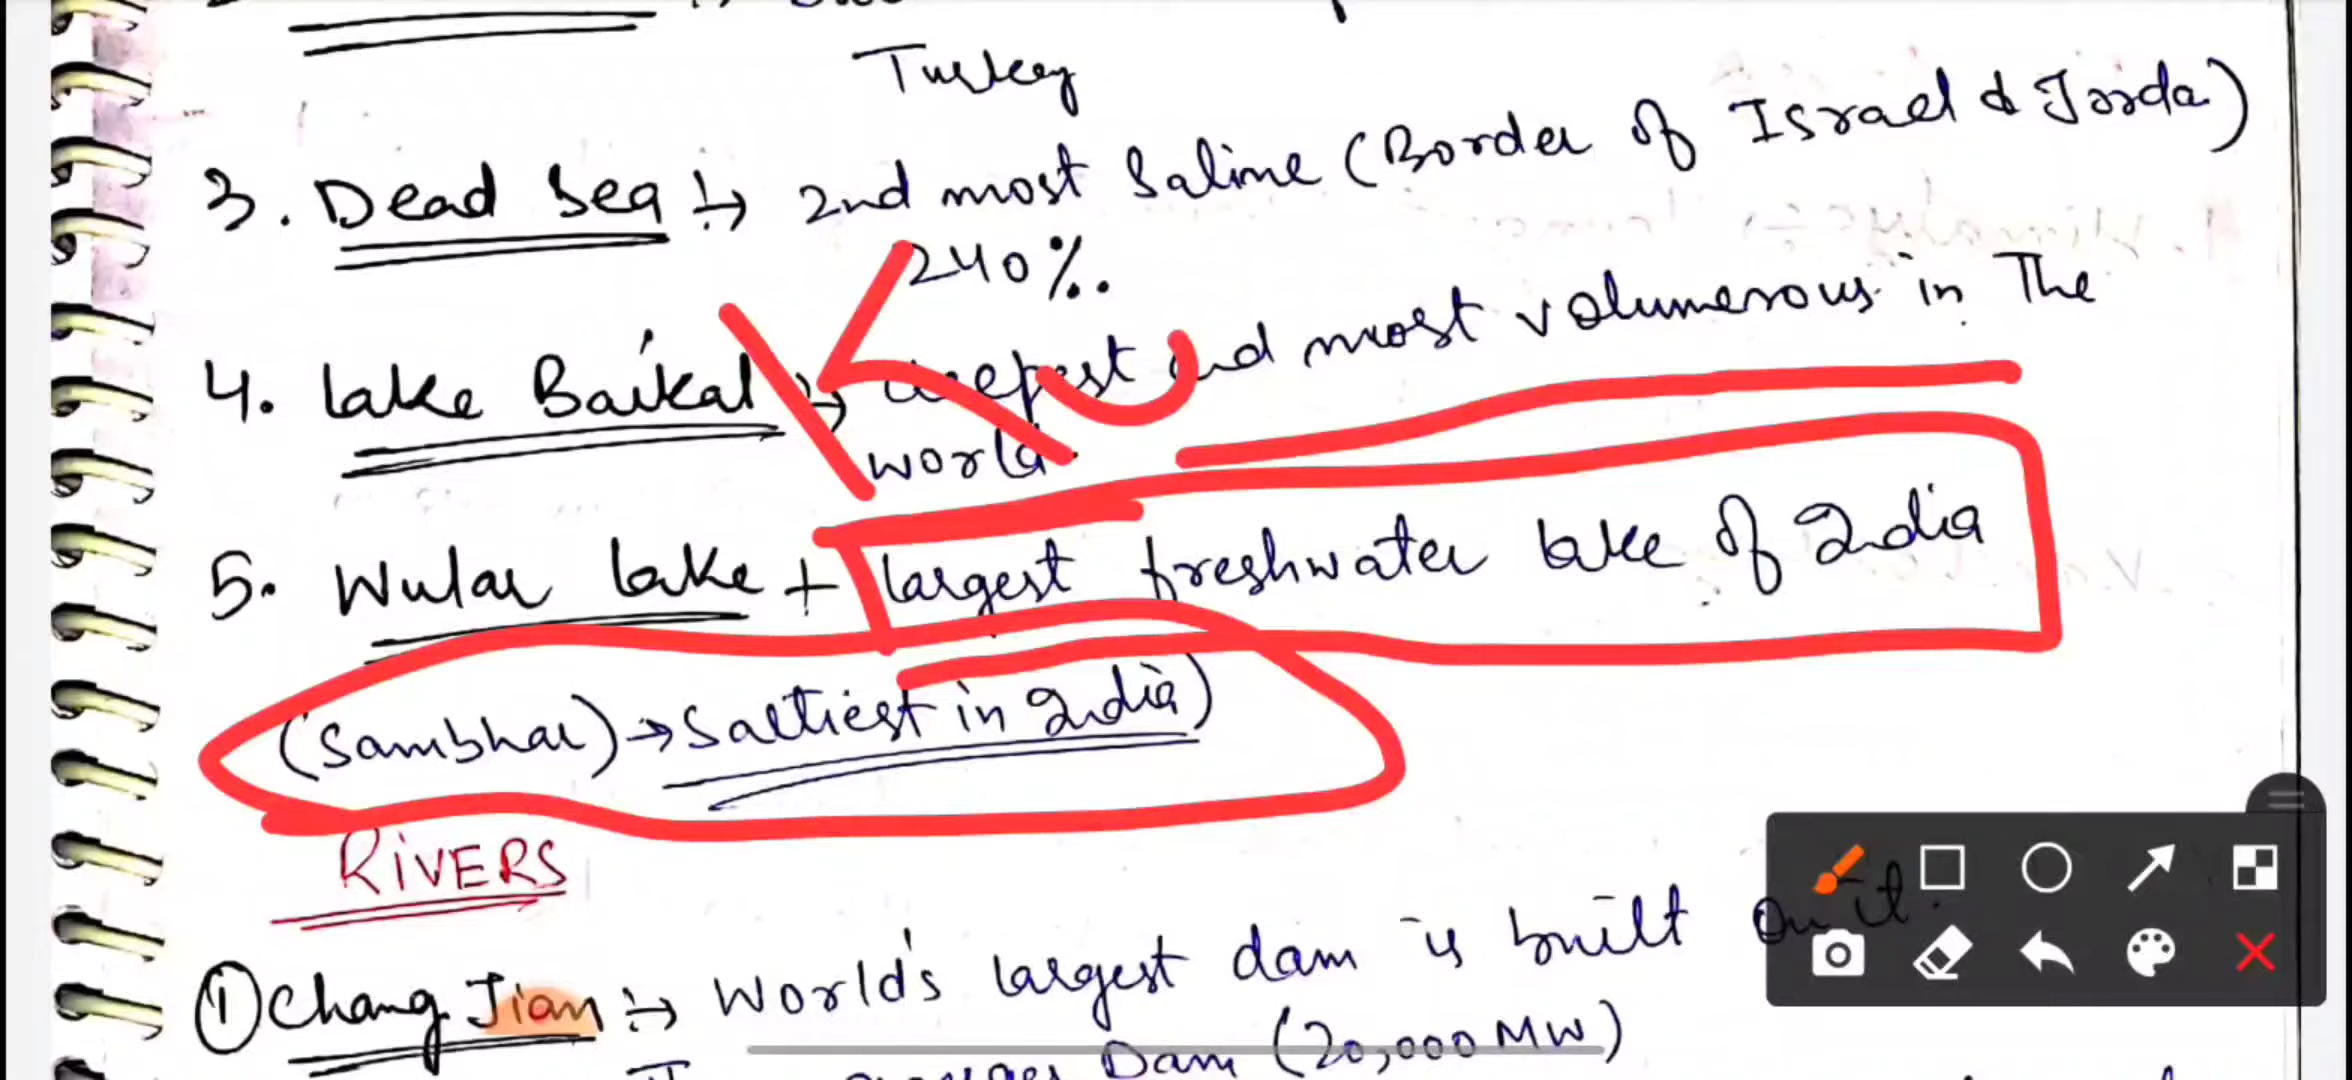 Turkey
3. Dead Sea :→ 2nd most Saline (Border of Israel & Jorda)
240‰
4. Lake Baikal :→ deepest and most volumerous in The
world.
5. Wular lake → largest freshwater lake of India
(Sambhar) → Saltiest in India)
RIVERS
① Chang Jian :→ World's largest dam is built on it.
Dam (20,000 MW)